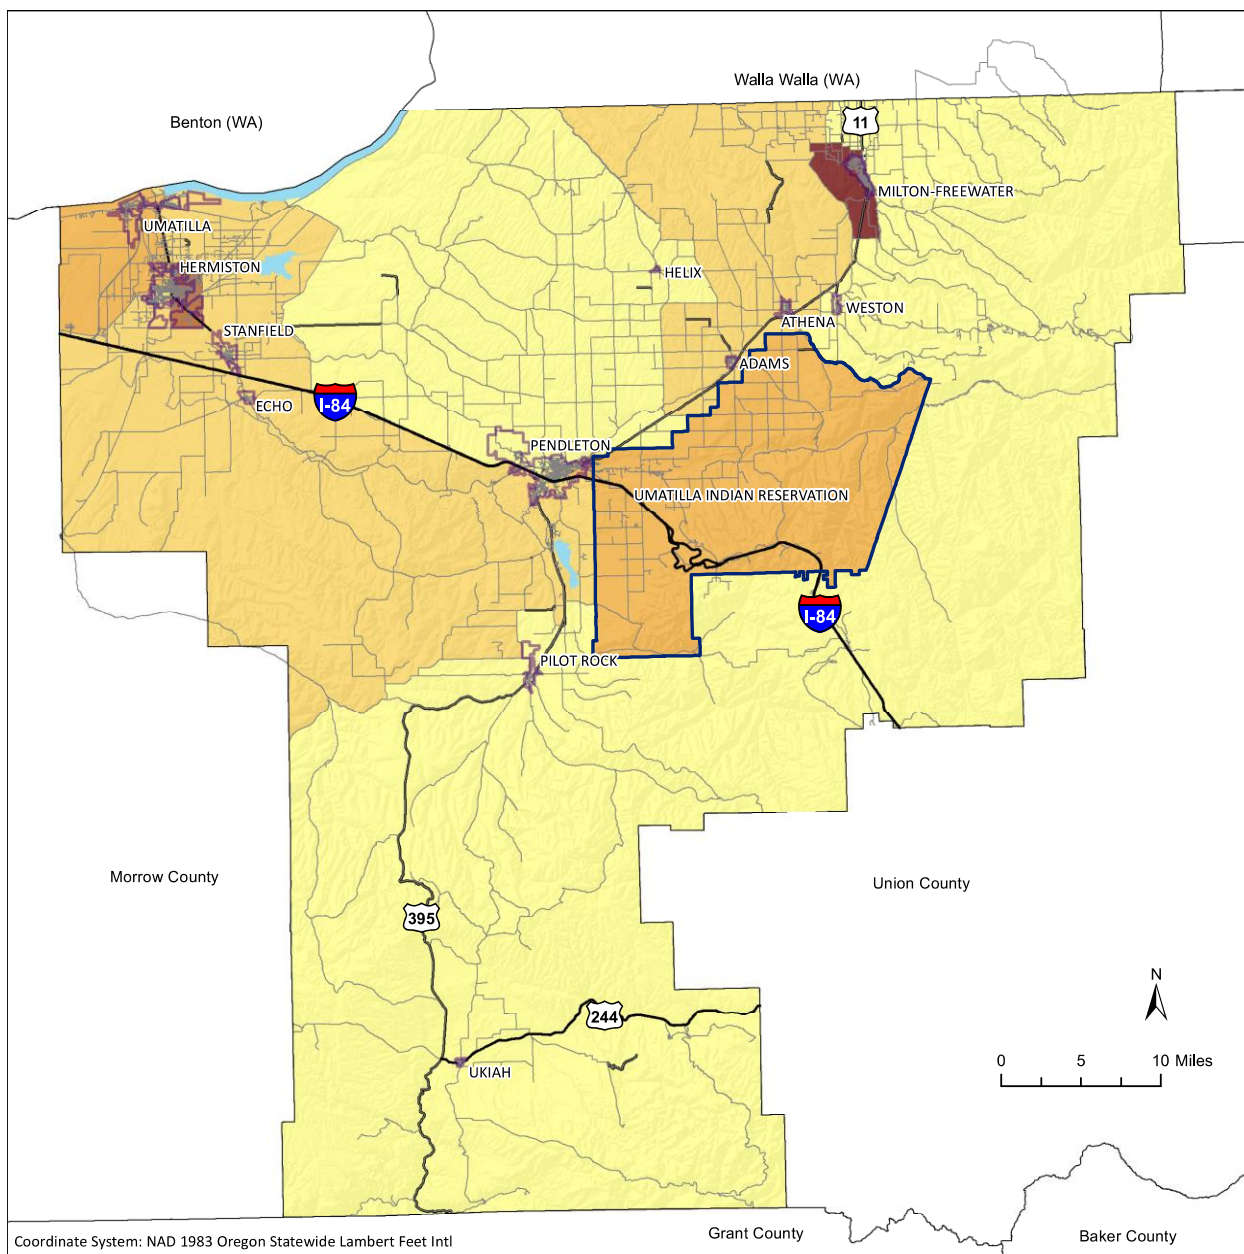 Walla Walla (WA)
Benton (WA)
11
MILTON-FREEWATER
UMATILLA
HERMISTON
HELIX
WESTON
ATHENA
STANFIELD
ADAMS
ECHO
I-84
PENDLETON
UMATILLA INDIAN RESERVATION
I-84
PILOT ROCK
Morrow County
Union County
395
N
244
0 5 10 Miles
UKIAH
Grant County
Baker County
Coordinate System: NAD 1983 Oregon Statewide Lambert Feet Intl